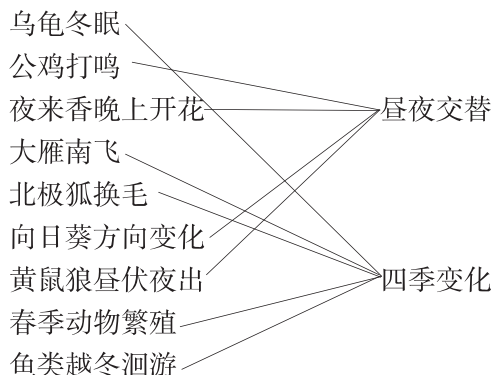 乌龟冬眠
公鸡打鸣
夜来香晚上开花
昼夜交替
大雁南飞
北极狐换毛
向日葵方向变化
黄鼠狼昼伏夜出
四季变化
春季动物繁殖
鱼类越冬洄游